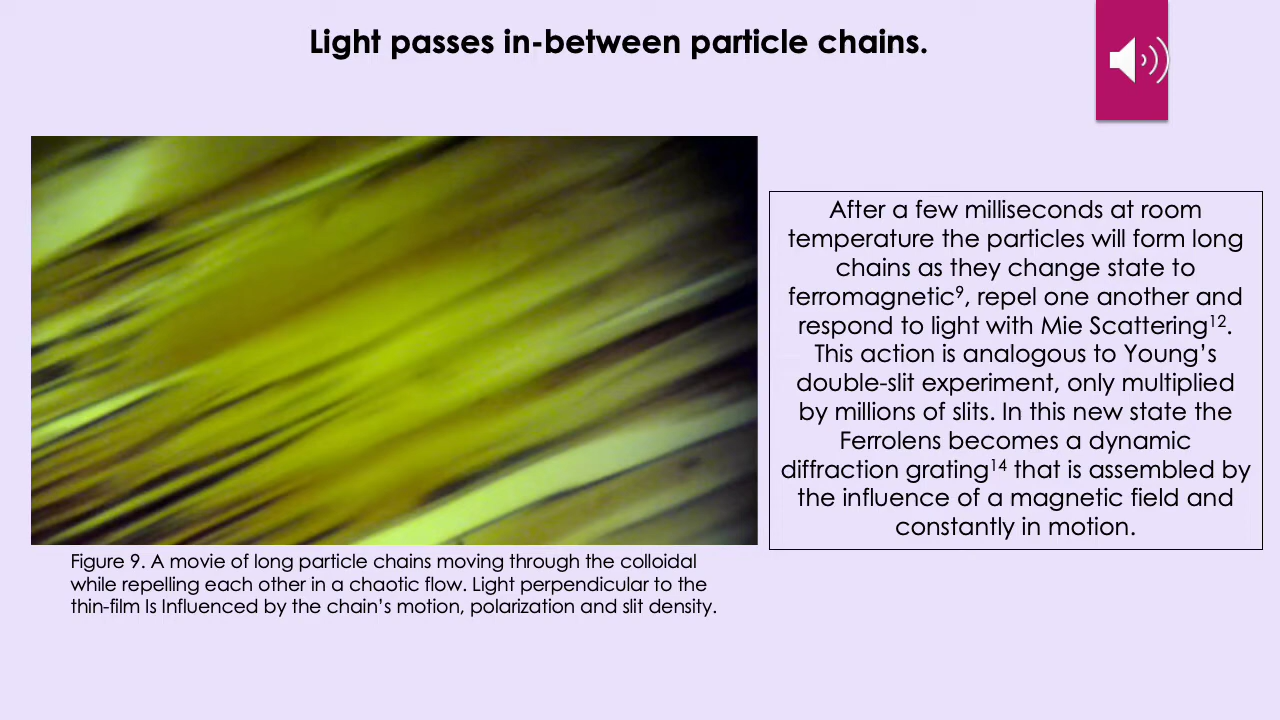 Light passes in-between particle chains.
After a few milliseconds at room
temperature the particles will form long
chains as they change state to
ferromagnetic⁹, repel one another and
respond to light with Mie Scattering¹².
This action is analogous to Young’s
double-slit experiment, only multiplied
by millions of slits. In this new state the
Ferrolens becomes a dynamic
diffraction grating¹⁴ that is assembled by
the influence of a magnetic field and
constantly in motion.
Figure 9. A movie of long particle chains moving through the colloidal
while repelling each other in a chaotic flow. Light perpendicular to the
thin-film Is Influenced by the chain’s motion, polarization and slit density.